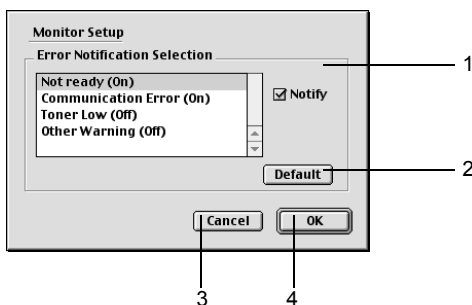 Monitor Setup
Error Notification Selection
Not ready (On)
Communication Error (On)
Toner Low (Off)
Other Warning (Off)
Notify
Default
Cancel
OK
1
2
3
4